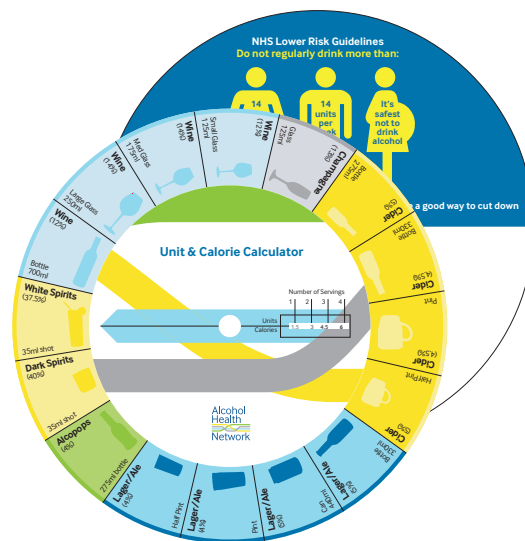 NHS Lower Risk Guidelines
Do not regularly drink more than:
14
14
units
per
It's
safest
not to
drink
alcohol
a good way to cut down
Unit & Calorie Calculator
Number of Servings
1 2 3 4
Units
Calories
1.5 3 4.5 6
Alcohol
Health
Network
Wine
(14%)
Small Glass
125ml
Wine
(12%)
Glass
125ml
Champagne
(13%)
Bottle
275ml
Cider
(5%)
Bottle
330ml
Cider
(4.5%)
Pint
Cider
(4.5%)
Half Pint
Cider
(5%)
Bottle
330ml
Lager/Ale
(5%)
Can
440ml
Lager/Ale
(5%)
Pint
Lager/Ale
(4%)
Half Pint
Lager/Ale
(4%)
275ml bottle
Alcopops
(4%)
35ml shot
Dark Spirits
(40%)
35ml shot
White Spirits
(37.5%)
Bottle
700ml
Wine
(12%)
Large Glass
250ml
Wine
(14%)
Med Glass
175ml